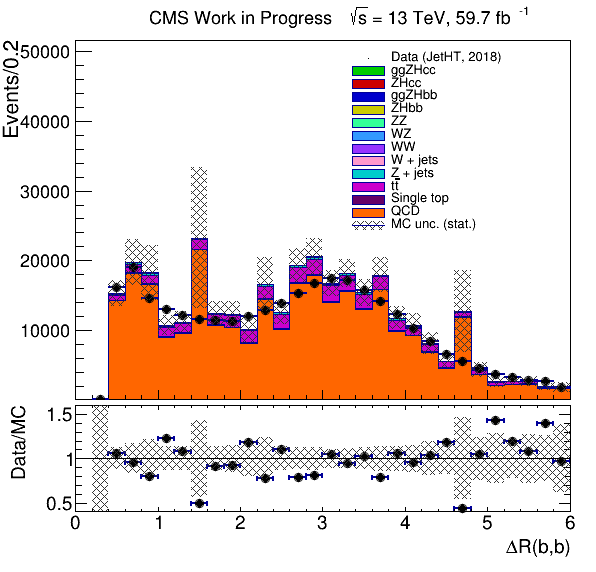 CMS Work in Progress √s = 13 TeV, 59.7 fb⁻¹
Events/0.2
50000
40000
30000
20000
10000
Data (JetHT, 2018)
ggZHcc
ZHcc
ggZHbb
ZHbb
ZZ
WZ
WW
W + jets
Z + jets
tt̄
Single top
QCD
MC unc. (stat.)
Data/MC
1.5
1
0.5
0 1 2 3 4 5 6
ΔR(b,b)